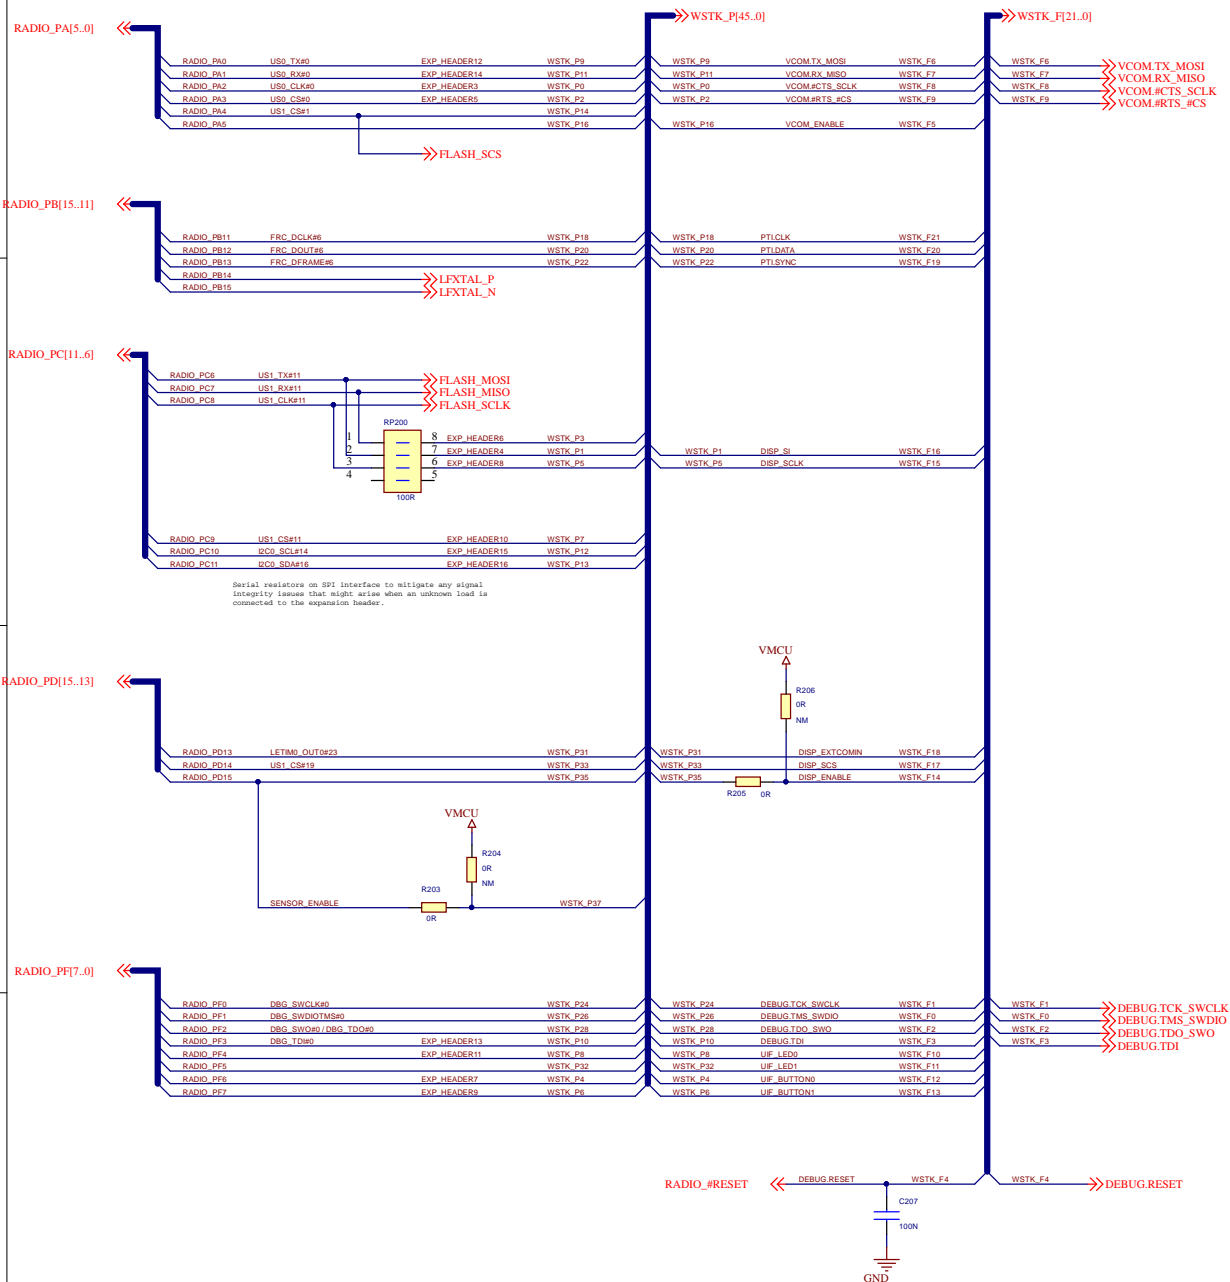 WSTK_P[45..0] WSTK_F[21..0]
RADIO_PA[5..0]
RADIO_PA0 US0_TX#0 EXP_HEADER12 WSTK_P9 WSTK_P9 VCOM.TX_MOSI WSTK_F6 WSTK_F6 VCOM.TX_MOSI
RADIO_PA1 US0_RX#0 EXP_HEADER14 WSTK_P11 WSTK_P11 VCOM.RX_MISO WSTK_F7 WSTK_F7 VCOM.RX_MISO
RADIO_PA2 US0_CLK#0 EXP_HEADER3 WSTK_P0 WSTK_P0 VCOM.#CTS_SCLK WSTK_F8 WSTK_F8 VCOM.#CTS_SCLK
RADIO_PA3 US0_CS#0 EXP_HEADER5 WSTK_P2 WSTK_P2 VCOM.#RTS_#CS WSTK_F9 WSTK_F9 VCOM.#RTS_#CS
RADIO_PA4 US1_CS#1 WSTK_P14
RADIO_PA5 WSTK_P16 WSTK_P16 VCOM_ENABLE WSTK_F5
FLASH_SCS
RADIO_PB[15..11]
RADIO_PB11 FRC_DCLK#6 WSTK_P18 WSTK_P18 PTI.CLK WSTK_F21
RADIO_PB12 FRC_DOUT#6 WSTK_P20 WSTK_P20 PTI.DATA WSTK_F20
RADIO_PB13 FRC_DFRAME#6 WSTK_P22 WSTK_P22 PTI.SYNC WSTK_F19
RADIO_PB14 LFXTAL_P
RADIO_PB15 LFXTAL_N
RADIO_PC[11..6]
RADIO_PC6 US1_TX#11 FLASH_MOSI
RADIO_PC7 US1_RX#11 FLASH_MISO
RADIO_PC8 US1_CLK#11 FLASH_SCLK
RP200
1 8 EXP_HEADER6 WSTK_P3
2 7 EXP_HEADER4 WSTK_P1 WSTK_P1 DISP_SI WSTK_F16
3 6 EXP_HEADER8 WSTK_P5 WSTK_P5 DISP_SCLK WSTK_F15
4 5
100R
RADIO_PC9 US1_CS#11 EXP_HEADER10 WSTK_P7
RADIO_PC10 I2C0_SCL#14 EXP_HEADER15 WSTK_P12
RADIO_PC11 I2C0_SDA#16 EXP_HEADER16 WSTK_P13
Serial resistors on SPI interface to mitigate any signal
integrity issues that might arise when an unknown load is
connected to the expansion header.
VMCU
RADIO_PD[15..13]
R206
0R
NM
RADIO_PD13 LETIM0_OUT0#23 WSTK_P31 WSTK_P31 DISP_EXTCOMIN WSTK_F18
RADIO_PD14 US1_CS#19 WSTK_P33 WSTK_P33 DISP_SCS WSTK_F17
RADIO_PD15 WSTK_P35 WSTK_P35 DISP_ENABLE WSTK_F14
R205 0R
VMCU
R204
0R
NM
R203
SENSOR_ENABLE WSTK_P37
0R
RADIO_PF[7..0]
RADIO_PF0 DBG_SWCLK#0 WSTK_P24 WSTK_P24 DEBUG.TCK_SWCLK WSTK_F1 WSTK_F1 DEBUG.TCK_SWCLK
RADIO_PF1 DBG_SWDIOTMS#0 WSTK_P26 WSTK_P26 DEBUG.TMS_SWDIO WSTK_F0 WSTK_F0 DEBUG.TMS_SWDIO
RADIO_PF2 DBG_SWO#0 / DBG_TDO#0 WSTK_P28 WSTK_P28 DEBUG.TDO_SWO WSTK_F2 WSTK_F2 DEBUG.TDO_SWO
RADIO_PF3 DBG_TDI#0 EXP_HEADER13 WSTK_P10 WSTK_P10 DEBUG.TDI WSTK_F3 WSTK_F3 DEBUG.TDI
RADIO_PF4 EXP_HEADER11 WSTK_P8 WSTK_P8 UIF_LED0 WSTK_F10
RADIO_PF5 WSTK_P32 WSTK_P32 UIF_LED1 WSTK_F11
RADIO_PF6 EXP_HEADER7 WSTK_P4 WSTK_P4 UIF_BUTTON0 WSTK_F12
RADIO_PF7 EXP_HEADER9 WSTK_P6 WSTK_P6 UIF_BUTTON1 WSTK_F13
RADIO_#RESET DEBUG.RESET WSTK_F4 WSTK_F4 DEBUG.RESET
C207
100N
GND